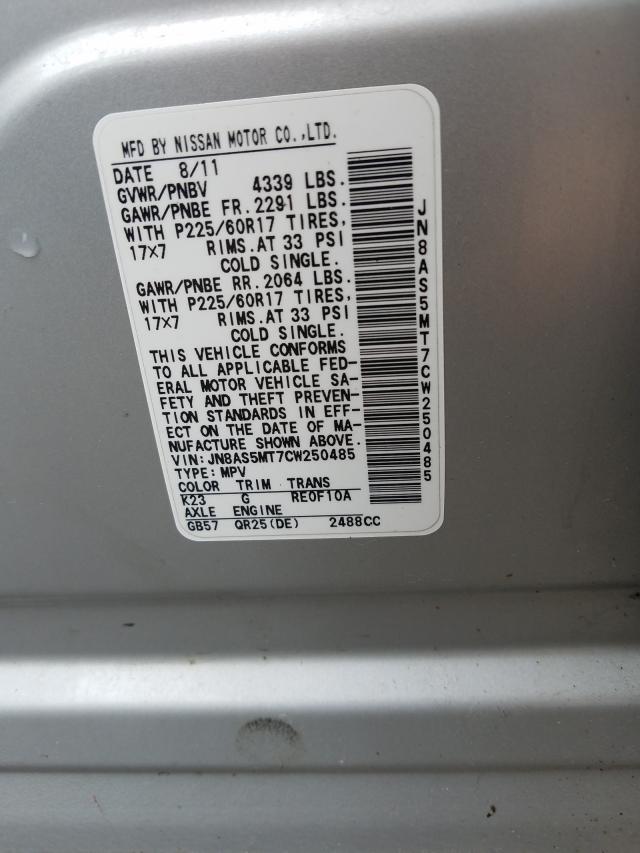 MFD BY NISSAN MOTOR CO.,LTD.
DATE 8/11
GVWR/PNBV 4339 LBS.
GAWR/PNBE FR.2291 LBS.
WITH P225/60R17 TIRES,
17X7 RIMS.AT 33 PSI
COLD SINGLE.
GAWR/PNBE RR.2064 LBS.
WITH P225/60R17 TIRES,
17X7 RIMS.AT 33 PSI
COLD SINGLE.
THIS VEHICLE CONFORMS
TO ALL APPLICABLE FED-
ERAL MOTOR VEHICLE SA-
FETY AND THEFT PREVEN-
TION STANDARDS IN EFF-
ECT ON THE DATE OF MA-
NUFACTURE SHOWN ABOVE.
VIN:JN8AS5MT7CW250485
TYPE:MPV
COLOR TRIM TRANS
K23 G RE0F10A
AXLE ENGINE
GB57 QR25(DE) 2488CC
JN8AS5MT7CW250485